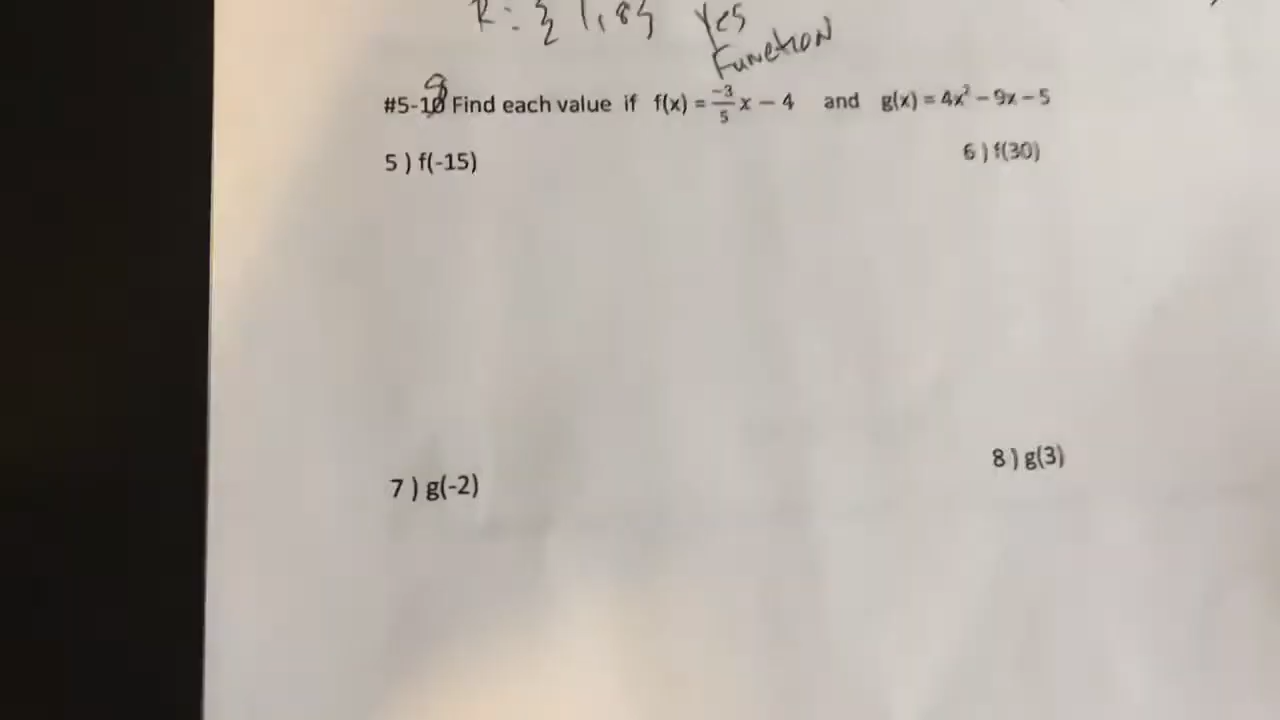 R: { 1, 8} Yes
Function
#5-8 Find each value if f(x) = -3/5 x − 4 and g(x) = 4x² − 9x − 5
5 ) f(-15) 6 ) f(30)
7 ) g(-2) 8 ) g(3)